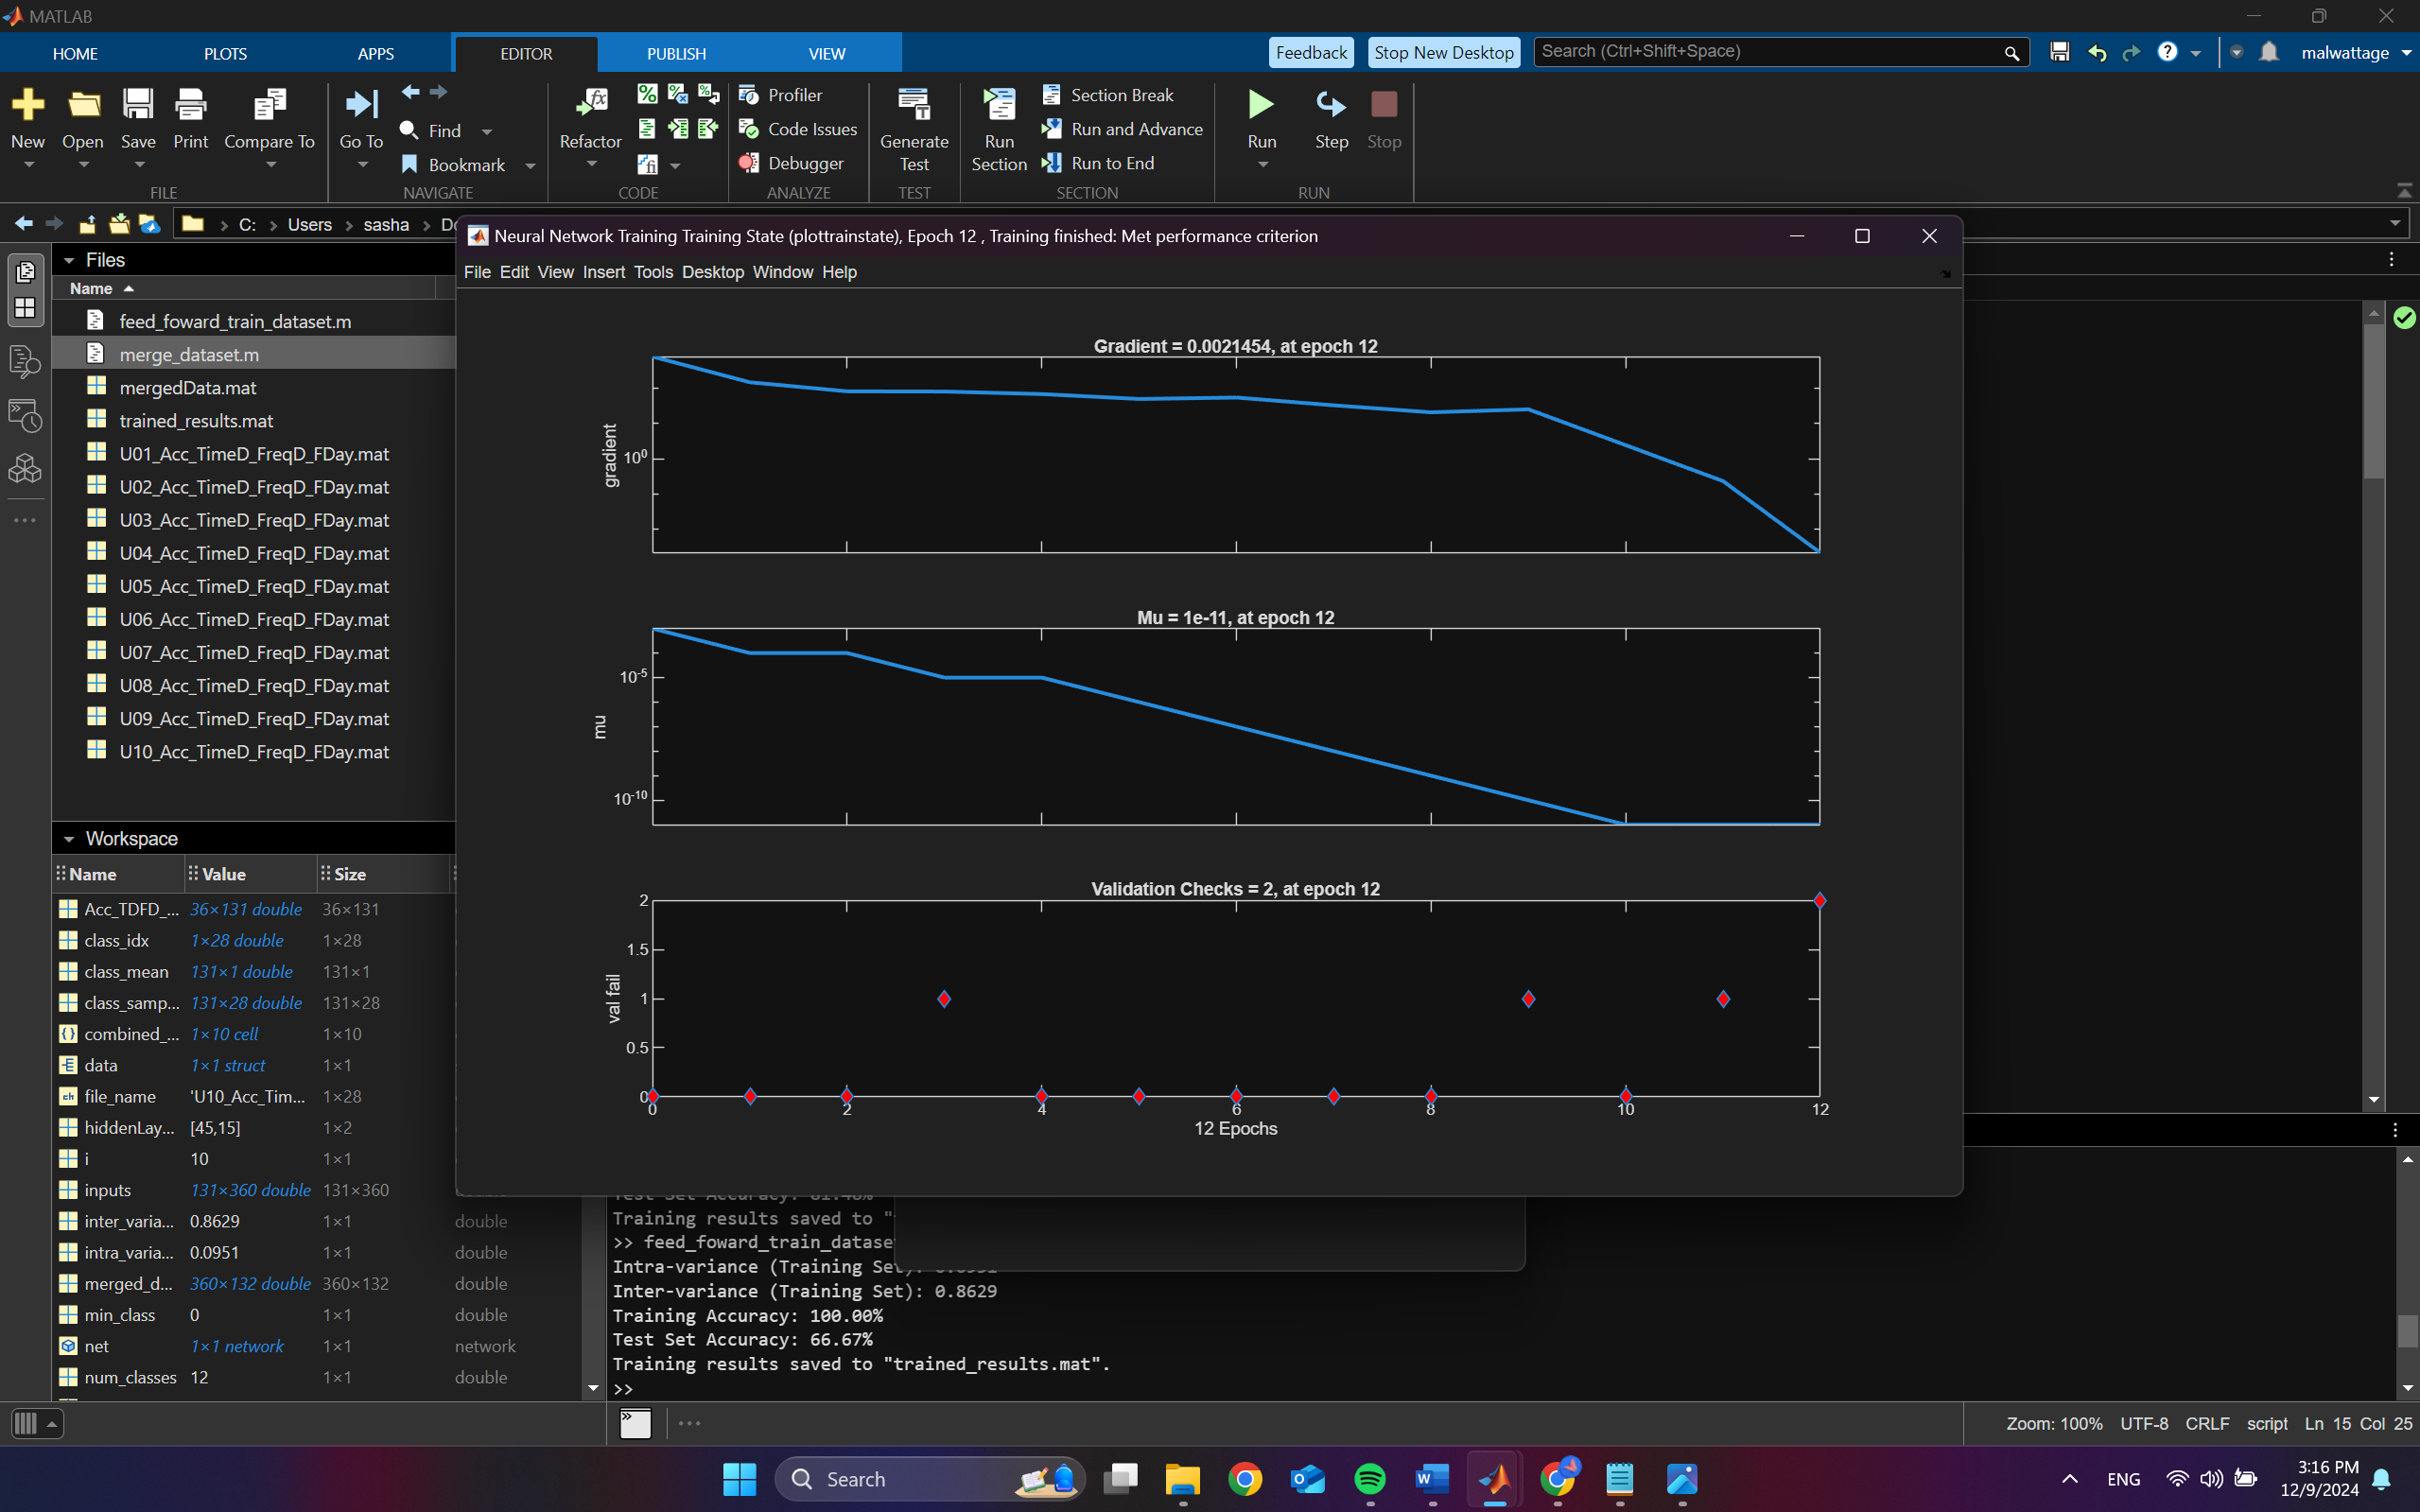 MATLAB
HOME PLOTS APPS EDITOR PUBLISH VIEW
Feedback Stop New Desktop Search (Ctrl+Shift+Space) malwattage
New Open Save Print Compare To
FILE
Go To Find Bookmark
NAVIGATE
Refactor
CODE
Profiler
Code Issues
Debugger
ANALYZE
Generate Test
TEST
Run Section
Section Break
Run and Advance
Run to End
SECTION
Run Step Stop
RUN
C: Users sasha
Neural Network Training Training State (plottrainstate), Epoch 12 , Training finished: Met performance criterion
File Edit View Insert Tools Desktop Window Help
Files
Name
feed_foward_train_dataset.m
merge_dataset.m
mergedData.mat
trained_results.mat
U01_Acc_TimeD_FreqD_FDay.mat
U02_Acc_TimeD_FreqD_FDay.mat
U03_Acc_TimeD_FreqD_FDay.mat
U04_Acc_TimeD_FreqD_FDay.mat
U05_Acc_TimeD_FreqD_FDay.mat
U06_Acc_TimeD_FreqD_FDay.mat
U07_Acc_TimeD_FreqD_FDay.mat
U08_Acc_TimeD_FreqD_FDay.mat
U09_Acc_TimeD_FreqD_FDay.mat
U10_Acc_TimeD_FreqD_FDay.mat
Workspace
Name Value Size
Acc_TDFD_... 36×131 double 36×131
class_idx 1×28 double 1×28
class_mean 131×1 double 131×1
class_samp... 131×28 double 131×28
combined_... 1×10 cell 1×10
data 1×1 struct 1×1
file_name 'U10_Acc_Tim... 1×28
hiddenLay... [45,15] 1×2
i 10 1×1
inputs 131×360 double 131×360
inter_varia... 0.8629 1×1 double
intra_varia... 0.0951 1×1 double
merged_d... 360×132 double 360×132 double
min_class 0 1×1 double
net 1×1 network 1×1 network
num_classes 12 1×1 double
Gradient = 0.0021454, at epoch 12
gradient
10⁰
Mu = 1e-11, at epoch 12
mu
10⁻⁵
10⁻¹⁰
Validation Checks = 2, at epoch 12
val fail
2
1.5
1
0.5
0
0 2 4 6 8 10 12
12 Epochs
Training results saved to "
>> feed_foward_train_datase
Intra-variance (Training Set):
Inter-variance (Training Set): 0.8629
Training Accuracy: 100.00%
Test Set Accuracy: 66.67%
Training results saved to "trained_results.mat".
>>
Zoom: 100% UTF-8 CRLF script Ln 15 Col 25
Search
ENG
3:16 PM
12/9/2024